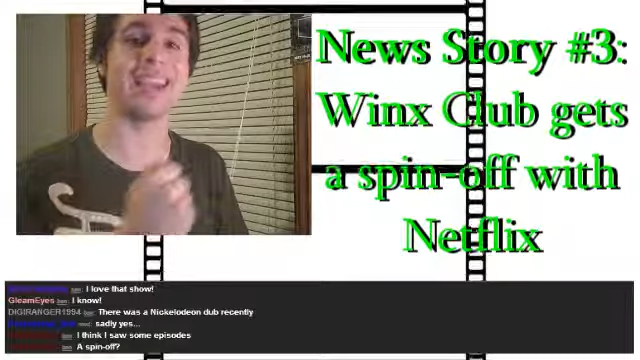 News Story #3:
Winx Club gets
a spin-off with
Netflix
I love that show!
GleamEyes I know!
DIGIRANGER1994 There was a Nickelodeon dub recently
sadly yes...
I think I saw some episodes
A spin-off?